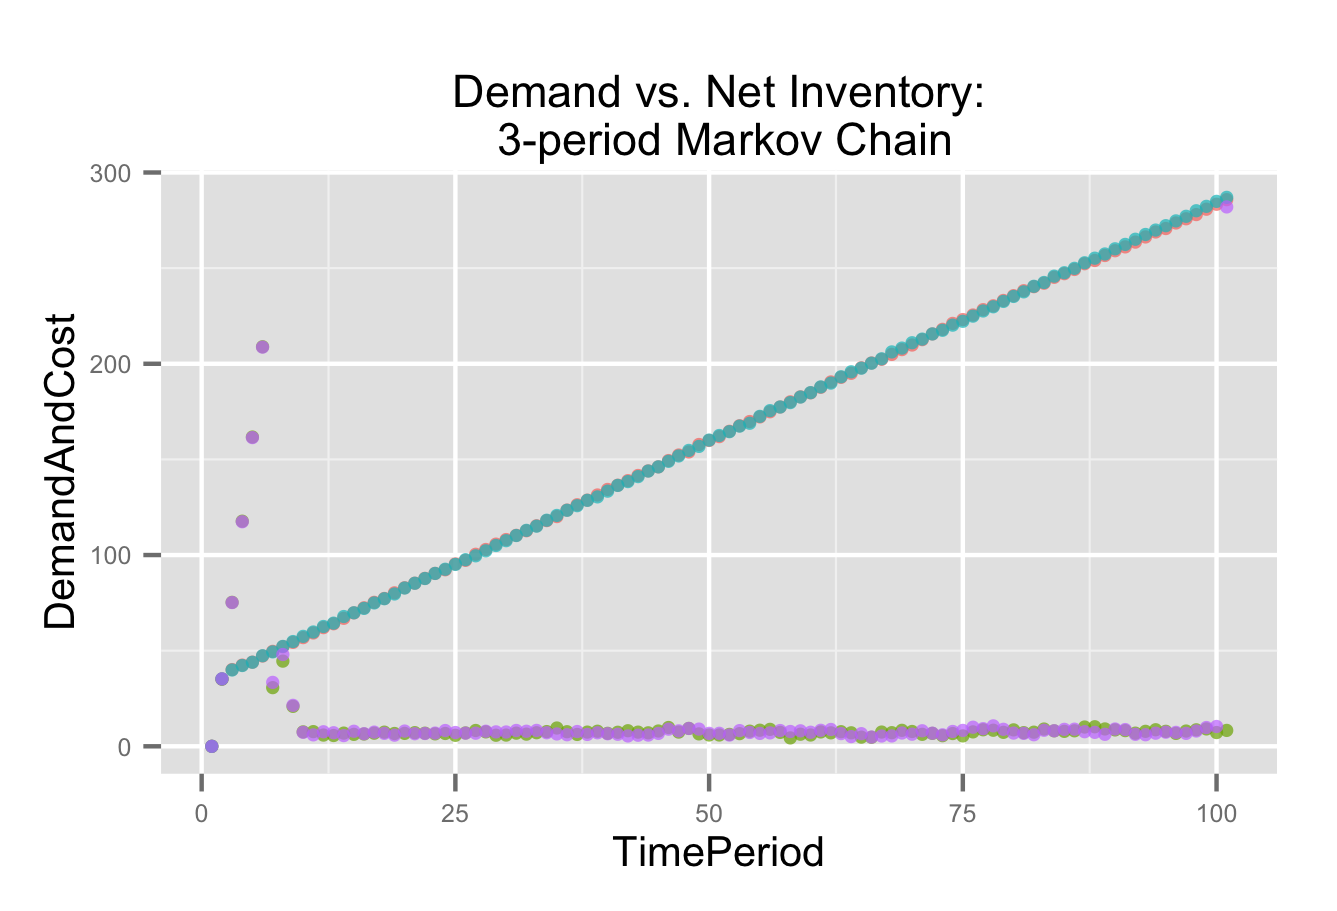 Demand vs. Net Inventory:
3-period Markov Chain
DemandAndCost
300
200
100
0
0 25 50 75 100
TimePeriod